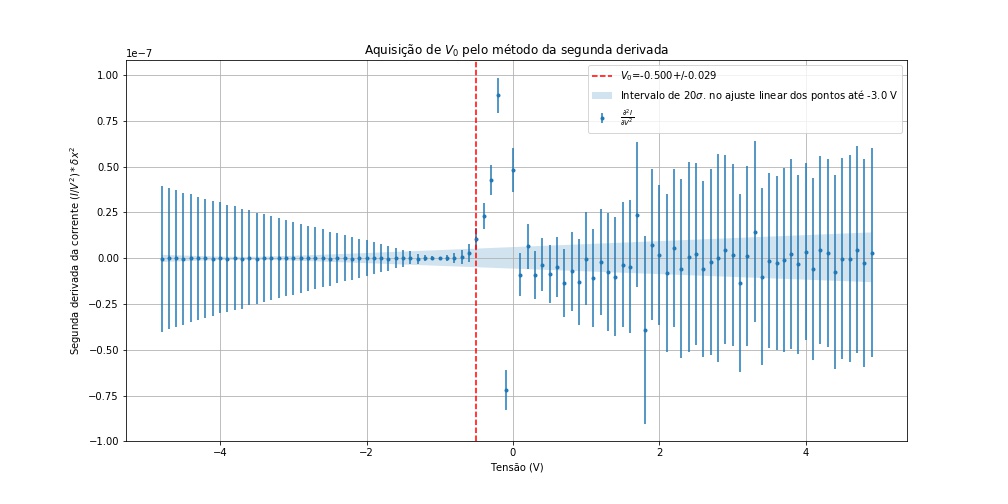 Aquisição de V₀ pelo método da segunda derivada
1e−7
V₀=-0.500+/-0.029
Intervalo de 20σ. no ajuste linear dos pontos até -3.0 V
∂²I/∂V²
Segunda derivada da corrente (I/V²) * δx²
1.00
0.75
0.50
0.25
0.00
−0.25
−0.50
−0.75
−1.00
−4 −2 0 2 4
Tensão (V)